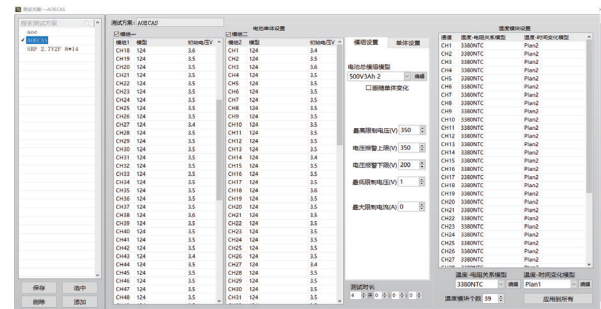 测试方案---AOECAS
搜索测试方案
aoe
AOECAS
SBP 2.7V2F 8*14
保存 选中
删除 添加
测试方案: AOECAS
电池单体设置
模组一
模组1 模型 初始电压V
CH18 124 3.6
CH19 124 3.5
CH20 124 3.5
CH21 124 3.5
CH22 124 3.5
CH23 124 3.5
CH24 124 3.5
CH25 124 3.5
CH26 124 3.5
CH27 124 3.4
CH28 124 3.5
CH29 124 3.5
CH30 124 3.5
CH31 124 3.5
CH32 124 3.5
CH33 124 3.5
CH34 124 3.5
CH35 124 3.5
CH36 124 3.5
CH37 124 3.5
CH38 124 3.6
CH39 124 3.5
CH40 124 3.5
CH41 124 3.5
CH42 124 3.5
CH43 124 3.4
CH44 124 3.5
CH45 124 3.5
CH46 124 3.5
CH47 124 3.5
CH48 124 3.5
模组二
模组2 模型 初始电压V
CH1 124 3.5
CH2 124 3.5
CH3 124 3.6
CH4 124 3.5
CH5 124 3.5
CH6 124 3.5
CH7 124 3.5
CH8 124 3.5
CH9 124 3.5
CH10 124 3.5
CH11 124 3.5
CH12 124 3.5
CH13 124 3.5
CH14 124 3.4
CH15 124 3.5
CH16 124 3.5
CH17 124 3.5
CH18 124 3.6
CH19 124 3.5
CH20 124 3.5
CH21 124 3.5
CH22 124 3.5
CH23 124 3.5
CH24 124 3.5
CH25 124 3.5
CH26 124 3.5
CH27 124 3.4
CH28 124 3.5
CH29 124 3.5
CH30 124 3.5
CH31 124 3.5
模组设置 单体设置
电池总模组模型
500V3Ah 2 编辑
跟随单体变化
最高限制电压(V) 350
电压报警上限(V) 350
电压报警下限(V) 200
最低限制电压(V) 1
最大限制电流(A) 0
测试时长
4 天 0 : 0 : 0
温度模块设置
通道 温度-电阻关系模型 温度-时间变化模型
CH1 3380NTC Plan2
CH2 3380NTC Plan2
CH3 3380NTC Plan2
CH4 3380NTC Plan2
CH5 3380NTC Plan2
CH6 3380NTC Plan2
CH7 3380NTC Plan2
CH8 3380NTC Plan2
CH9 3380NTC Plan2
CH10 3380NTC Plan2
CH11 3380NTC Plan2
CH12 3380NTC Plan2
CH13 3380NTC Plan2
CH14 3380NTC Plan2
CH15 3380NTC Plan2
CH16 3380NTC Plan2
CH17 3380NTC Plan2
CH18 3380NTC Plan2
CH19 3380NTC Plan2
CH20 3380NTC Plan2
CH21 3380NTC Plan2
CH22 3380NTC Plan2
CH23 3380NTC Plan2
CH24 3380NTC Plan2
CH25 3380NTC Plan2
CH26 3380NTC Plan2
CH27 3380NTC Plan2
温度-电阻关系模型 温度-时间变化模型
3380NTC 编辑 Plan1 编辑
温度模块个数 39 应用到所有